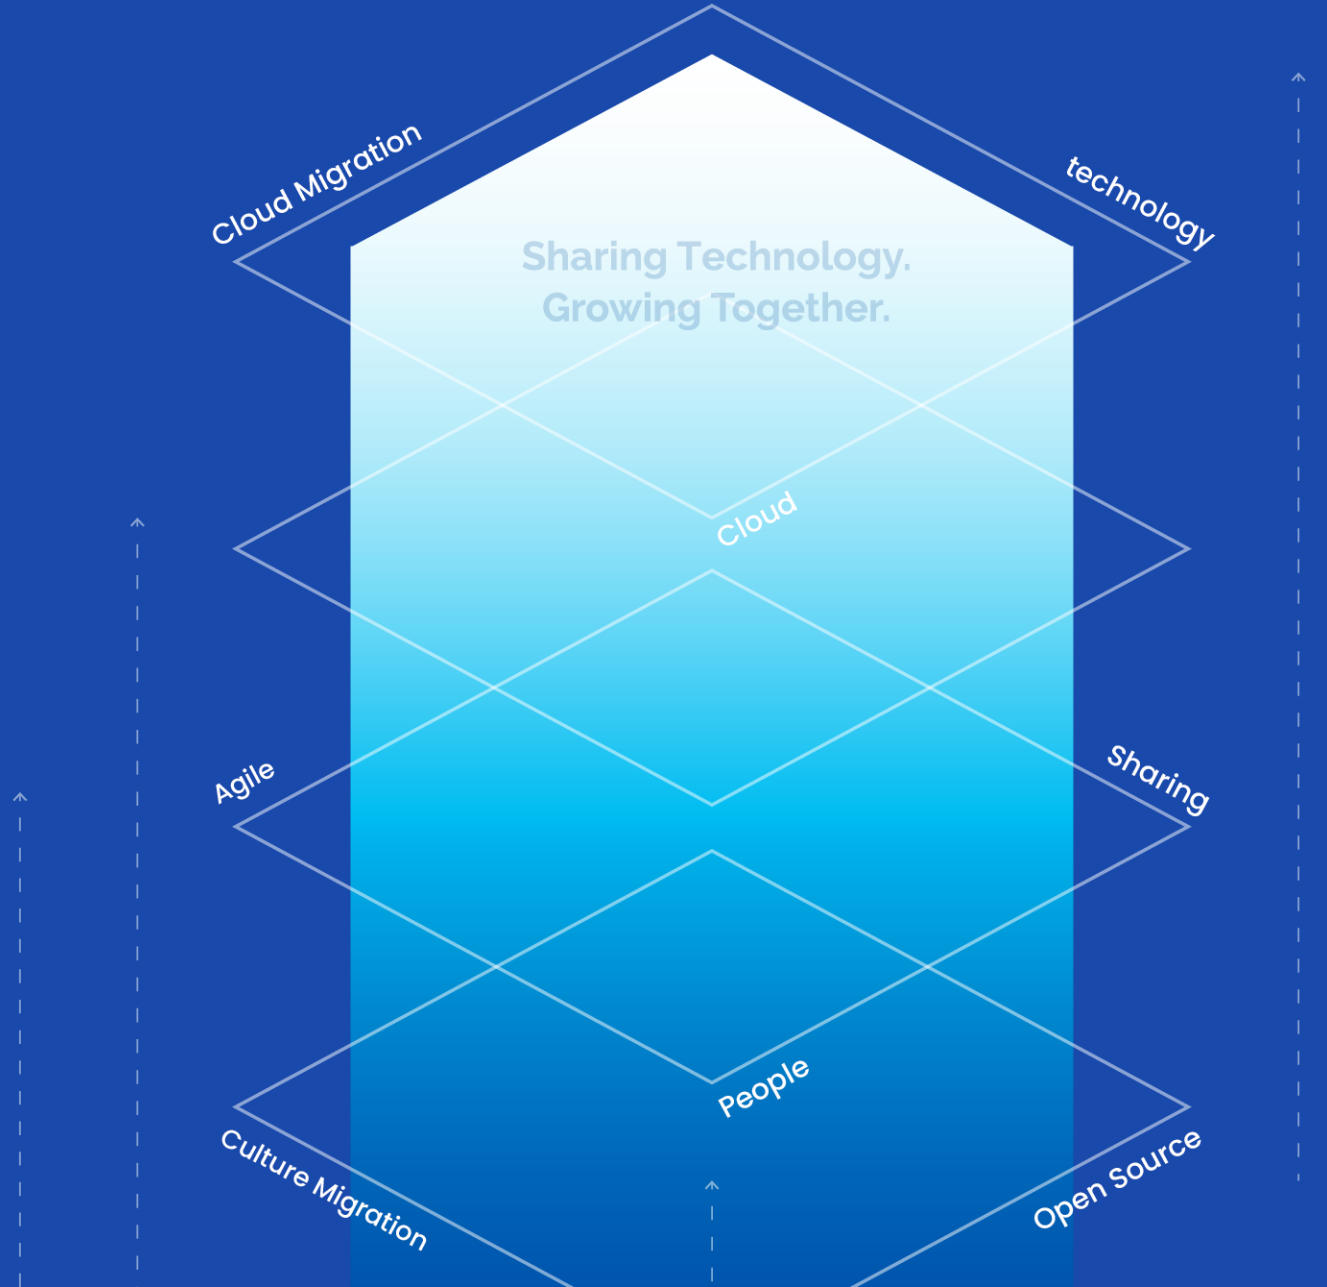 Cloud Migration
technology
Sharing Technology.
Growing Together.
Cloud
Agile
Sharing
People
Culture Migration
Open Source